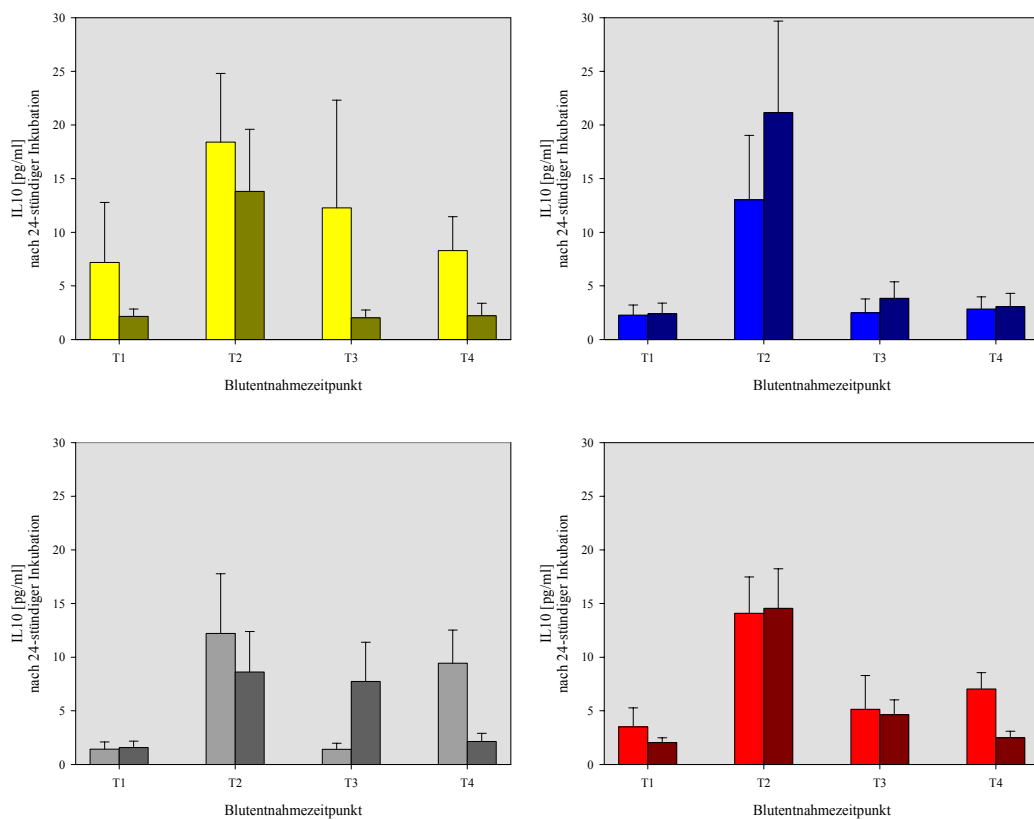 IL10 [pg/ml]
nach 24-stündiger Inkubation
30
25
20
15
10
5
0
T1 T2 T3 T4
Blutentnahmezeitpunkt
IL10 [pg/ml]
nach 24-stündiger Inkubation
30
25
20
15
10
5
0
T1 T2 T3 T4
Blutentnahmezeitpunkt
IL10 [pg/ml]
nach 24-stündiger Inkubation
30
25
20
15
10
5
0
T1 T2 T3 T4
Blutentnahmezeitpunkt
IL10 [pg/ml]
nach 24-stündiger Inkubation
30
25
20
15
10
5
0
T1 T2 T3 T4
Blutentnahmezeitpunkt